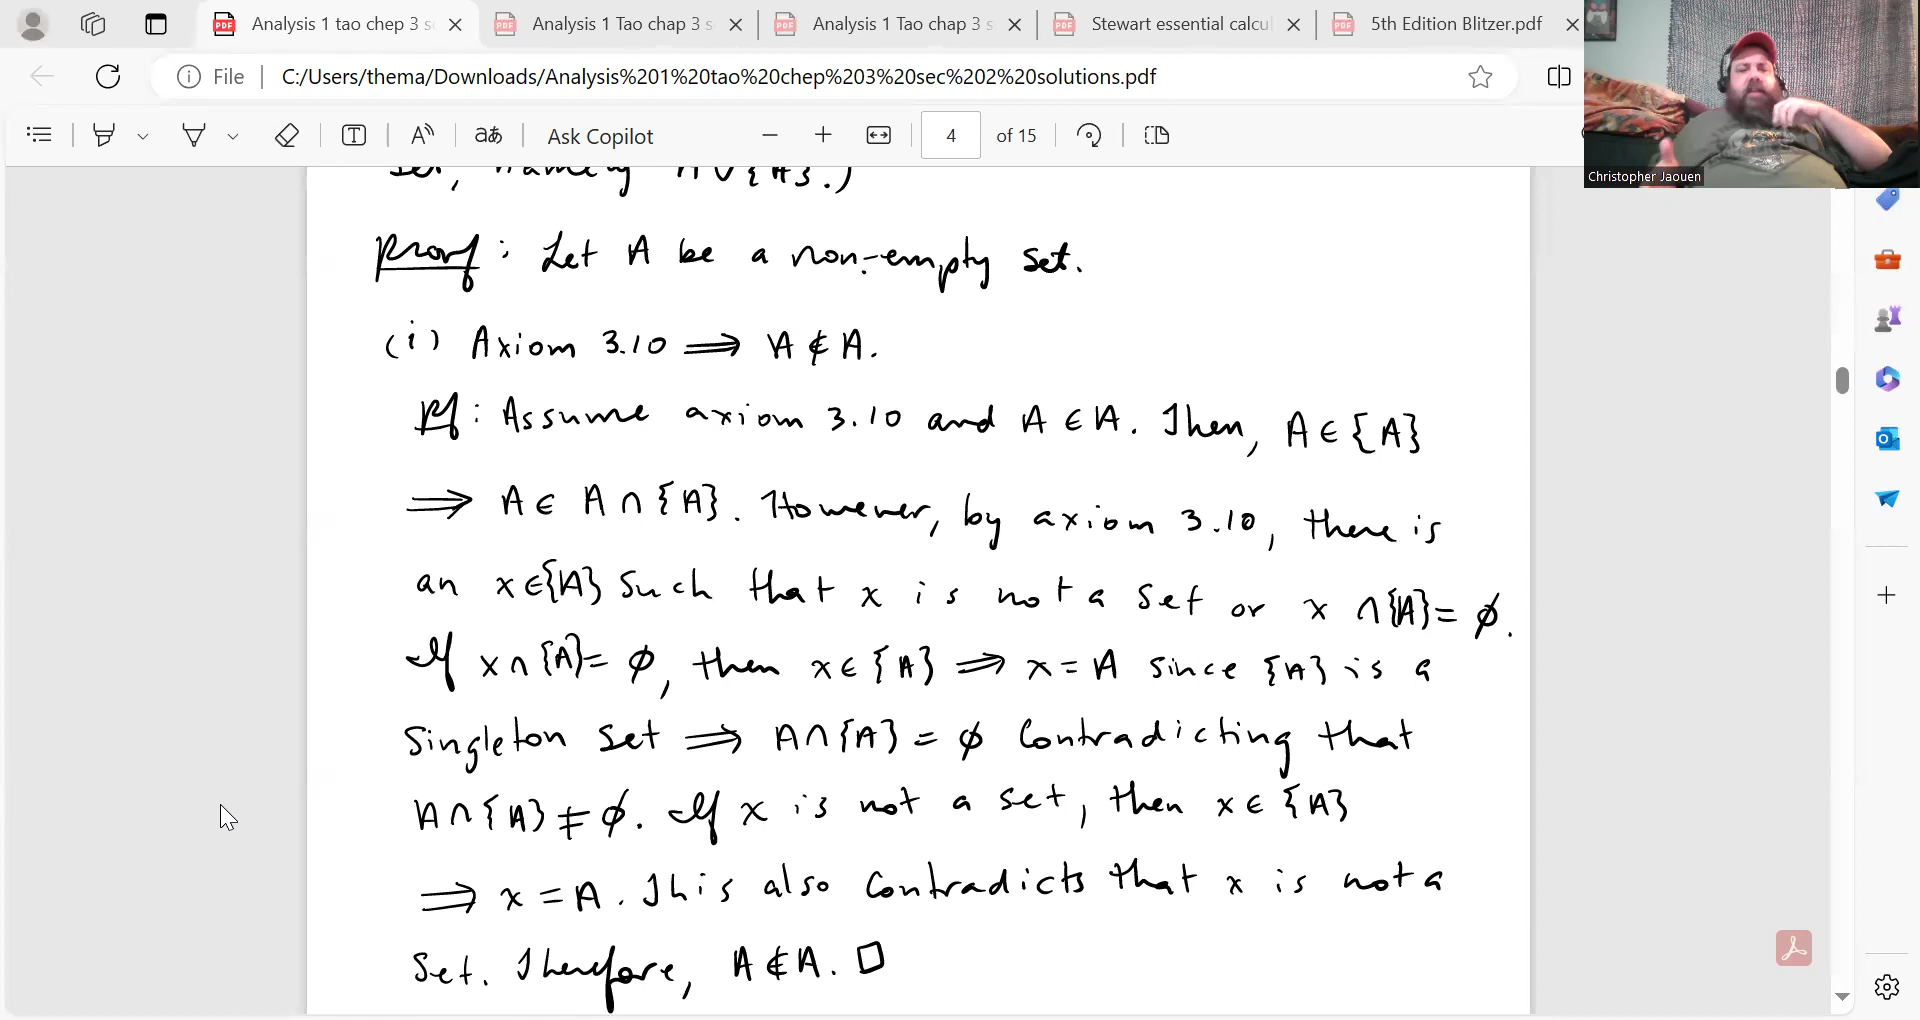 Analysis 1 tao chep 3 s
Analysis 1 Tao chap 3 s
Analysis 1 Tao chap 3 s
Stewart essential calcul
5th Edition Blitzer.pdf
File
C:/Users/thema/Downloads/Analysis%201%20tao%20chep%203%20sec%202%20solutions.pdf
Ask Copilot
4
of 15
Christopher Jaouen
set, namely A∪{A}.)
Proof: Let A be a non-empty set.
(i) Axiom 3.10 ⟹ A ∉ A.
Pf: Assume axiom 3.10 and A ∈ A. Then, A ∈ {A}
⟹ A ∈ A ∩ {A}. However, by axiom 3.10, there is
an x ∈ {A} such that x is not a set or x ∩ {A} = ∅.
If x ∩ {A} = ∅, then x ∈ {A} ⟹ x = A since {A} is a
singleton set ⟹ A ∩ {A} = ∅ contradicting that
A ∩ {A} ≠ ∅. If x is not a set, then x ∈ {A}
⟹ x = A. This also contradicts that x is not a
set. Therefore, A ∉ A. □